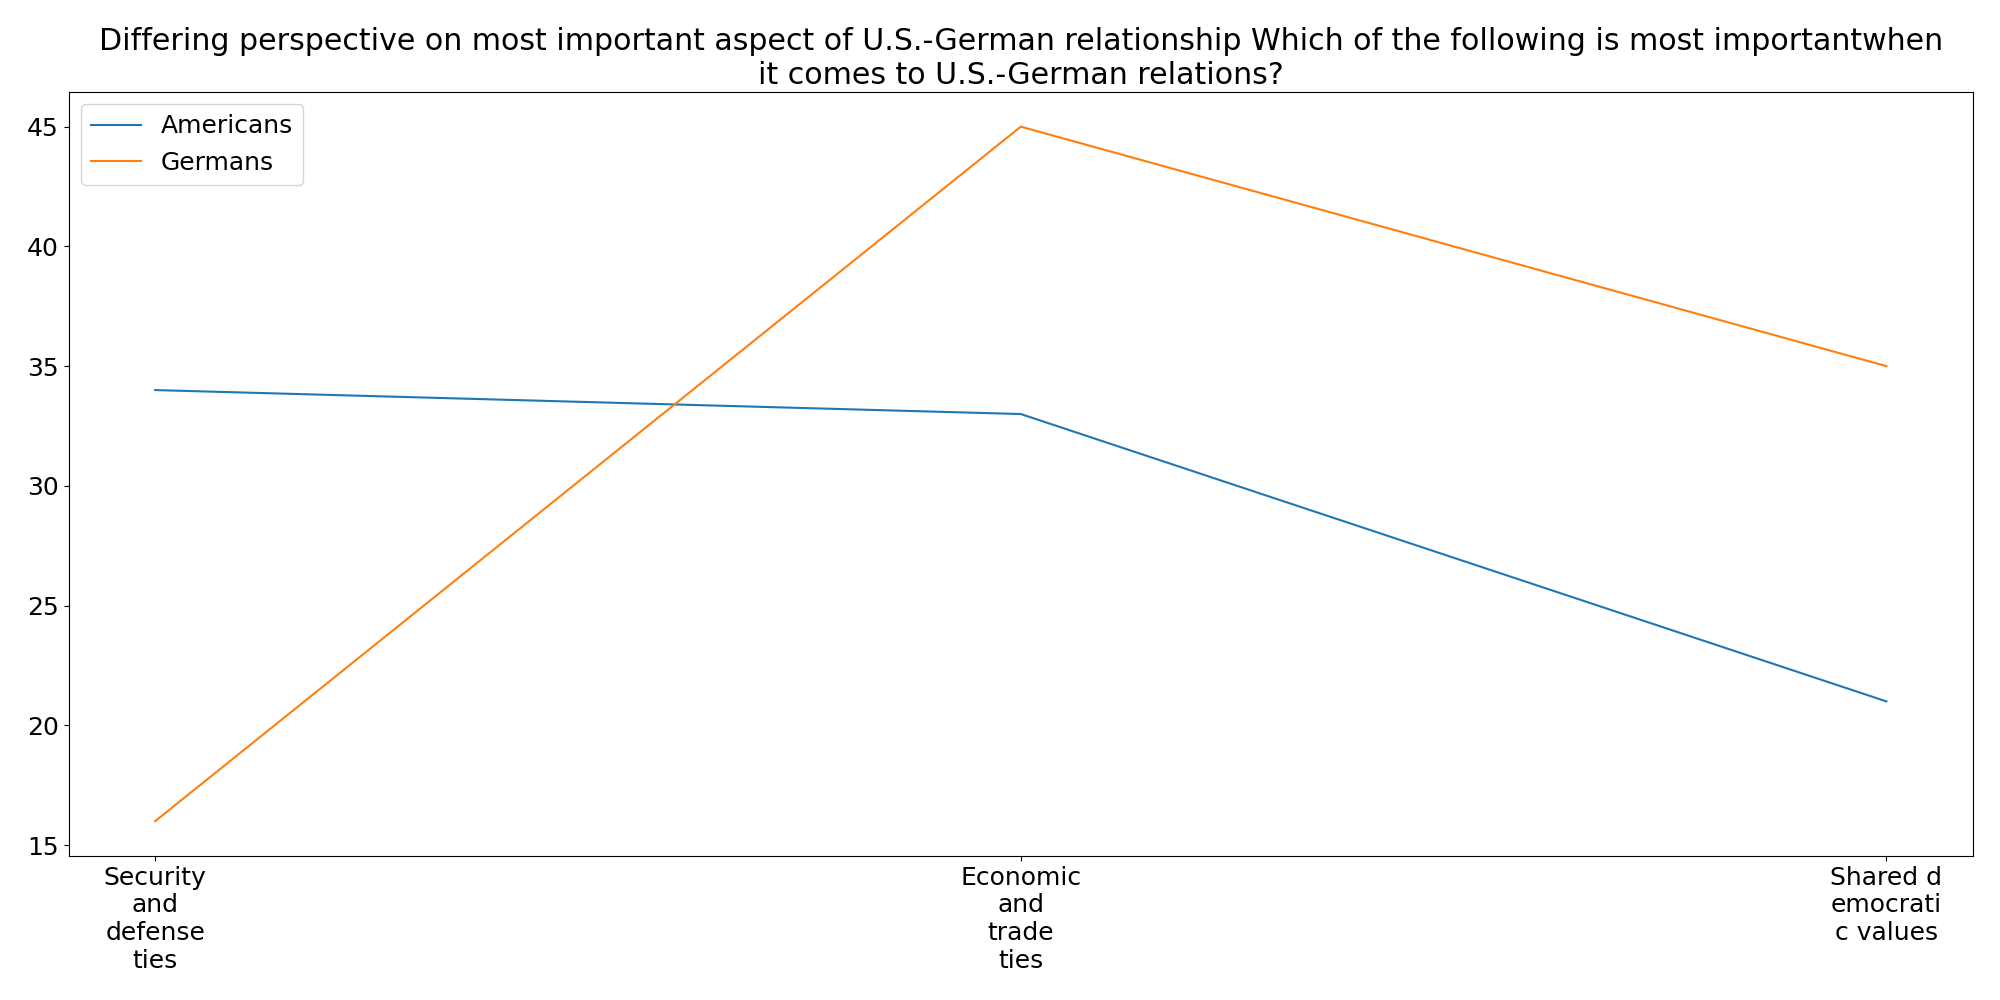 Differing perspective on most important aspect of U.S.-German relationship Which of the following is most importantwhen
it comes to U.S.-German relations?
Americans
Germans
45
40
35
30
25
20
15
Security
and
defense
ties
Economic
and
trade
ties
Shared d
emocrati
c values